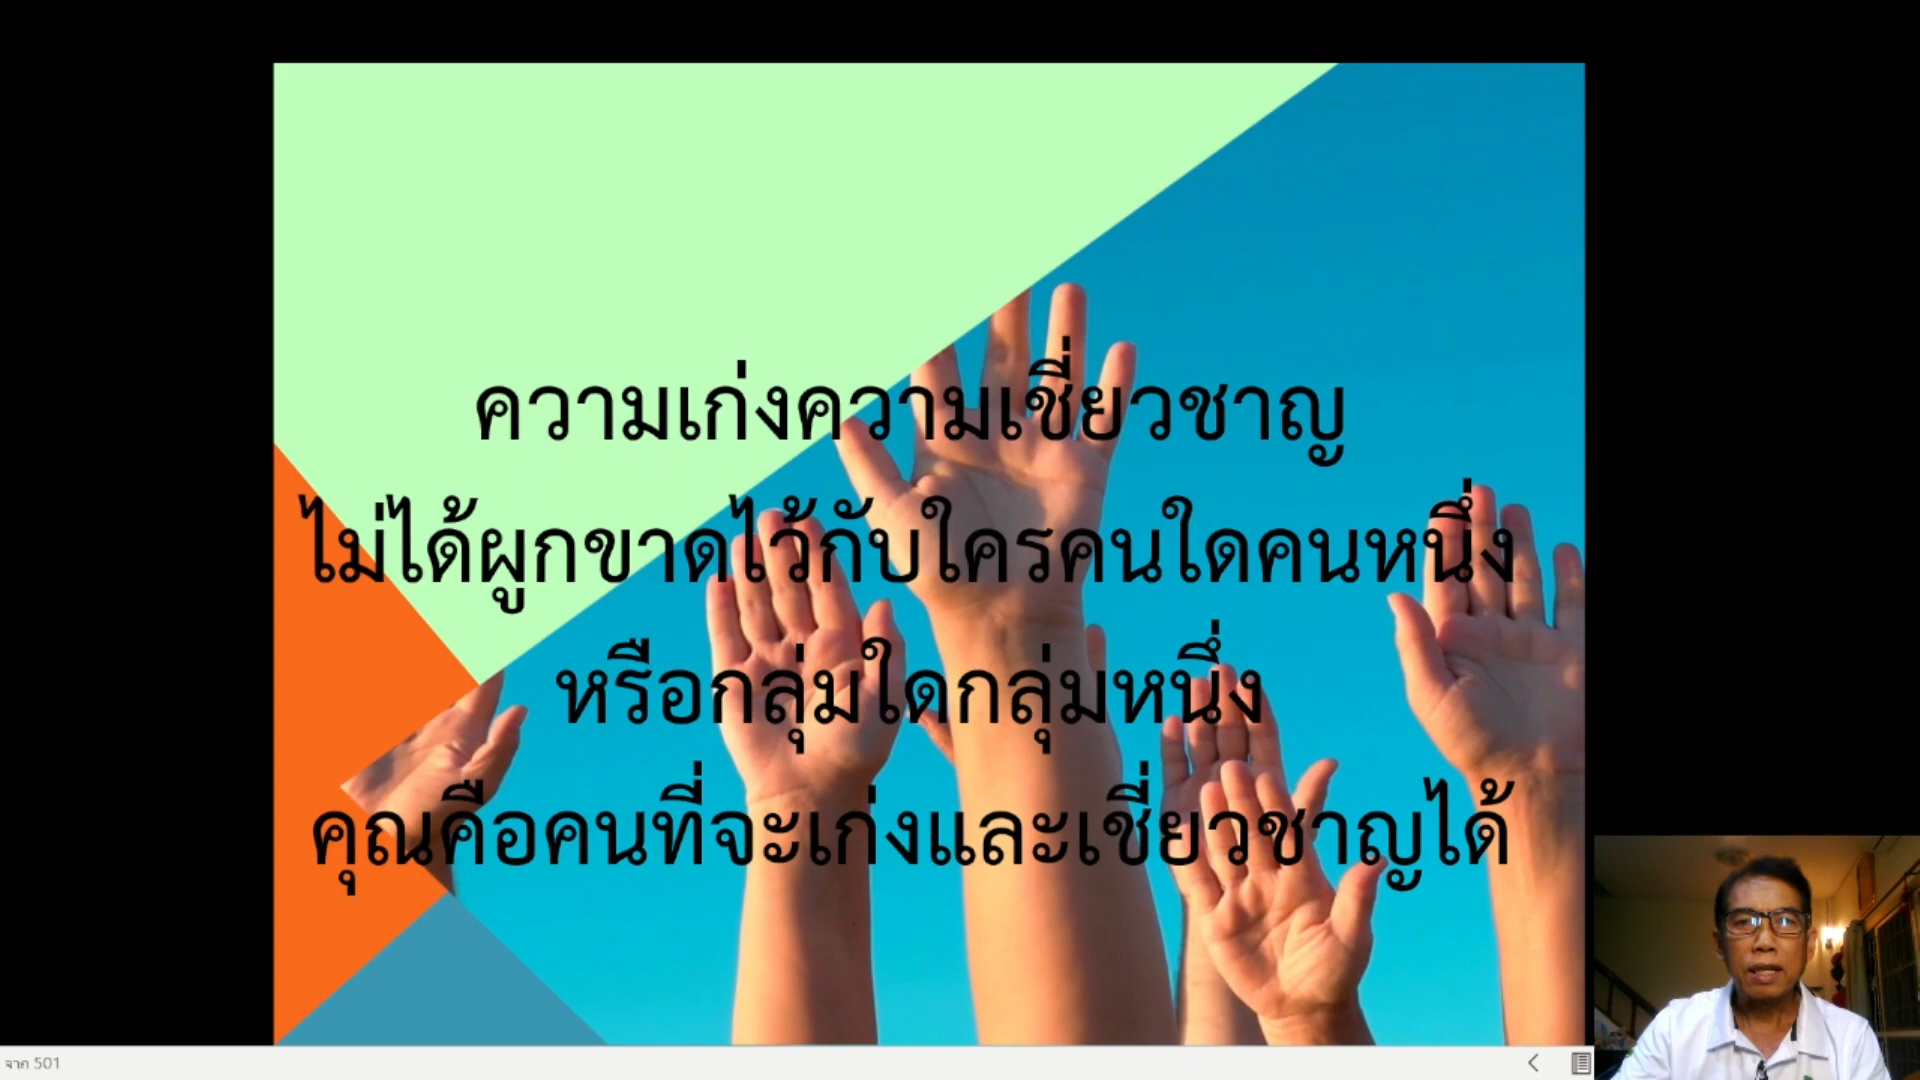 ความเก่งความเชี่ยวชาญ
ไม่ได้ผูกขาดไว้กับใครคนใดคนหนึ่ง
หรือกลุ่มใดกลุ่มหนึ่ง
คุณคือคนที่จะเก่งและเชี่ยวชาญได้
จาก 501